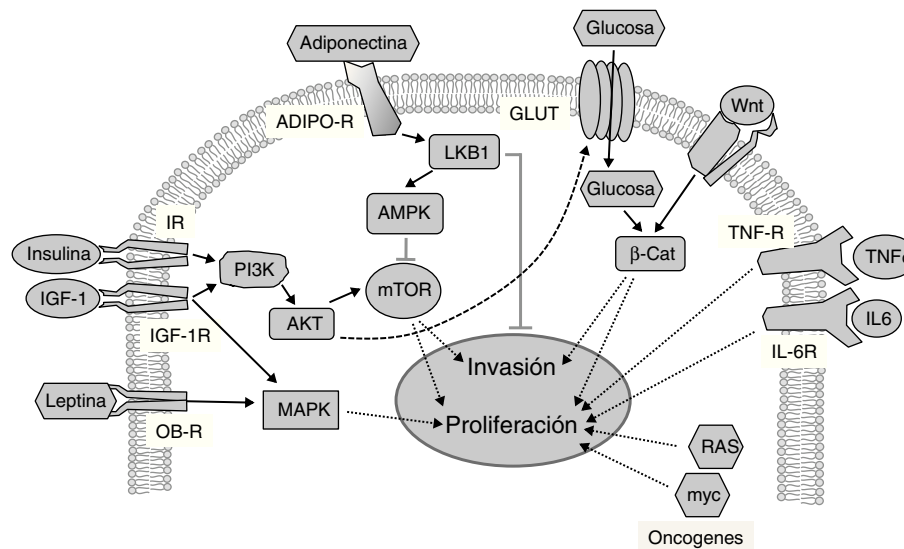 Adiponectina
Glucosa
ADIPO-R
GLUT
Wnt
LKB1
Glucosa
AMPK
IR
TNF-R
Insulina
PI3K
β-Cat
TNF
IGF-1
mTOR
AKT
IL6
IGF-1R
IL-6R
Invasión
Leptina
MAPK
Proliferación
OB-R
RAS
myc
Oncogenes